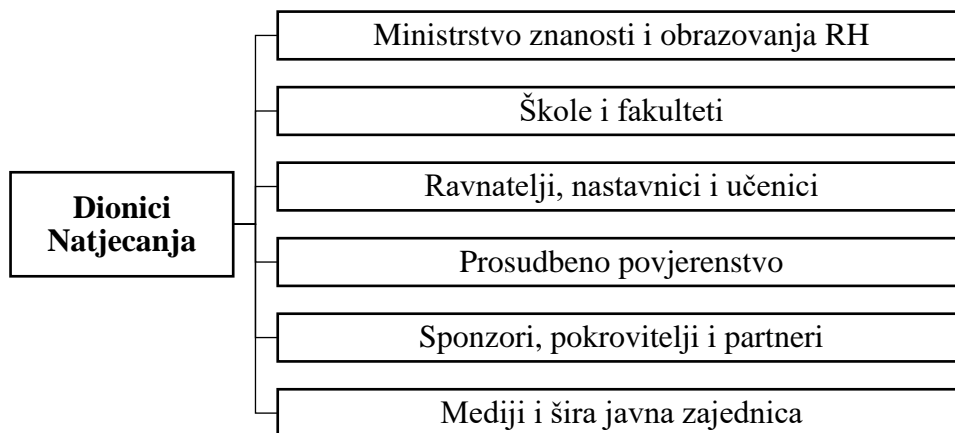 Ministrstvo znanosti i obrazovanja RH
Škole i fakulteti
Ravnatelji, nastavnici i učenici
Dionici
Natjecanja
Prosudbeno povjerenstvo
Sponzori, pokrovitelji i partneri
Mediji i šira javna zajednica